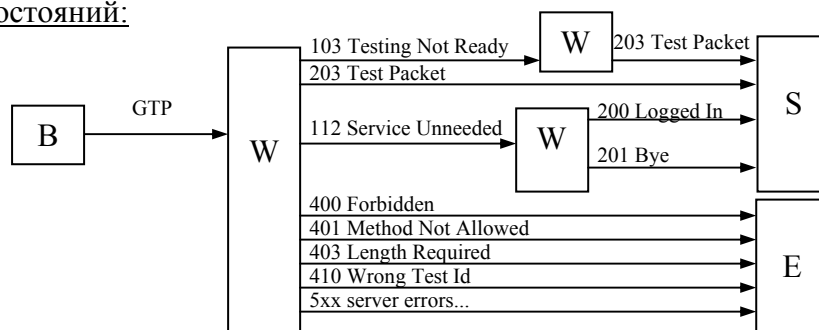 остояний:
103 Testing Not Ready
W
203 Test Packet
203 Test Packet
S
GTP
B
W
112 Service Unneeded
W
200 Logged In
201 Bye
400 Forbidden
401 Method Not Allowed
403 Length Required
E
410 Wrong Test Id
5xx server errors...